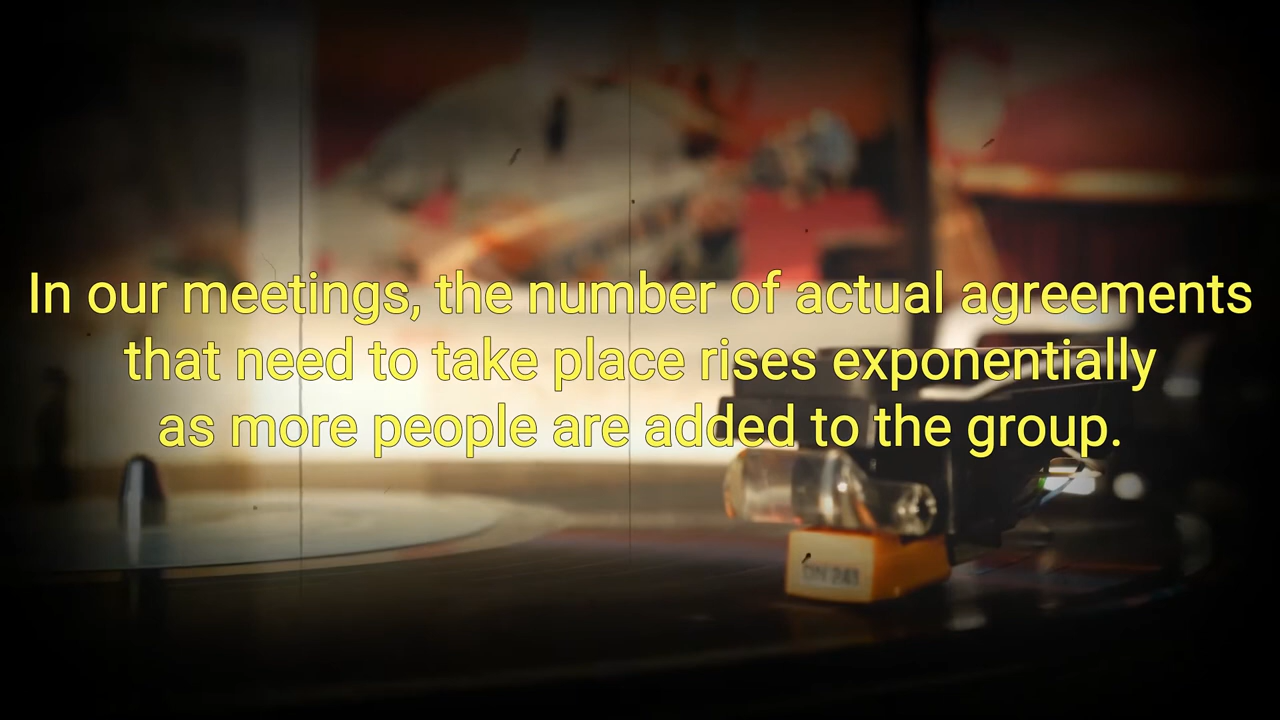 In our meetings, the number of actual agreements
that need to take place rises exponentially
as more people are added to the group.